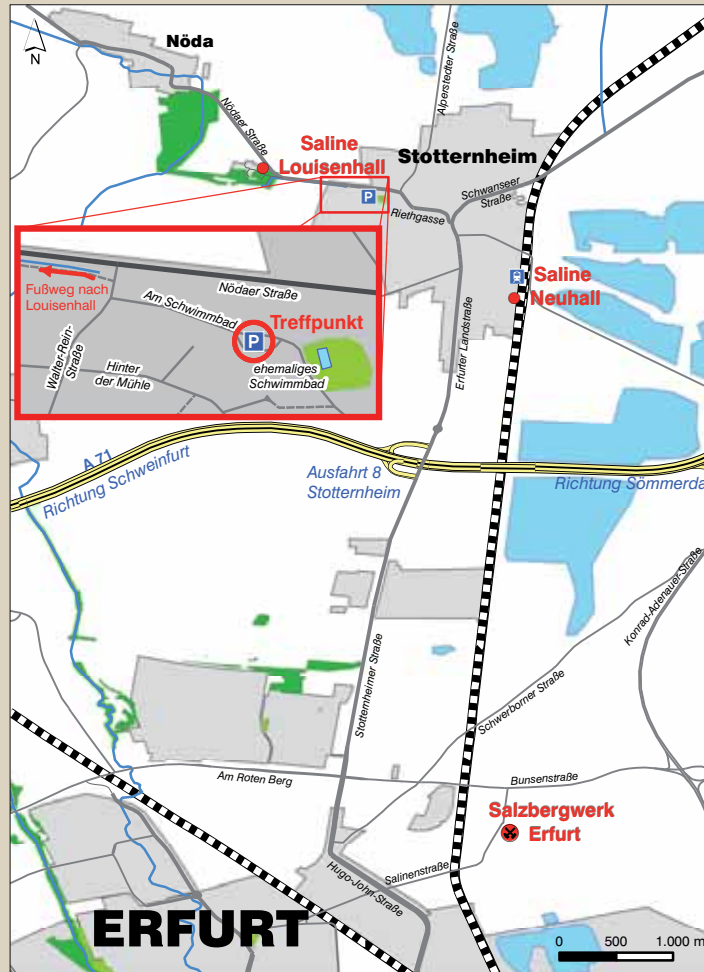 N
Nöda
Alperstedter Straße
Nödaer Straße
Saline
Louisenhall
Stotternheim
P
Schwanseer
Straße
Riethgasse
Saline
Neuhall
Nödaer Straße
Fußweg nach
Louisenhall
Am Schwimmbad
Treffpunkt
P
Walter-Rein-
Straße
Hinter
der Mühle
ehemaliges
Schwimmbad
Erfurter Landstraße
A 71
Richtung Schweinfurt
Ausfahrt 8
Stotternheim
Richtung Sömmerda
Konrad-Adenauer-Straße
Stotternheimer Straße
Schwerborner Straße
Am Roten Berg
Bunsenstraße
Salzbergwerk
Erfurt
Salinenstraße
Hugo-John-Straße
ERFURT
0 500 1.000 m